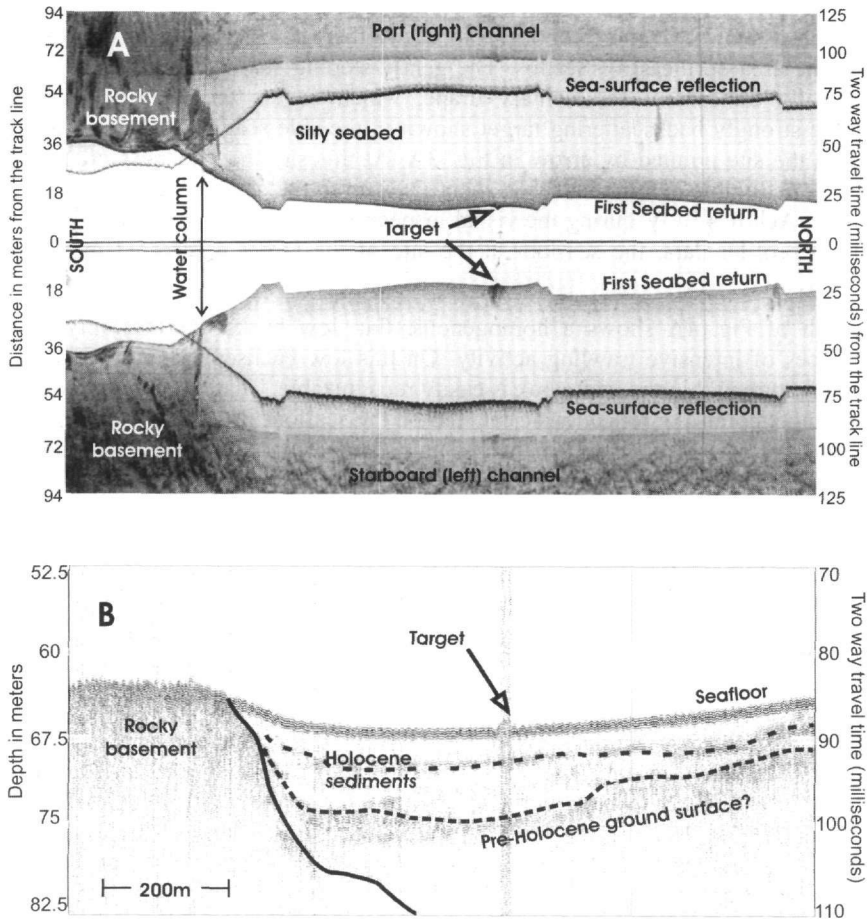 94
72
54
36
18
0
18
36
54
72
94
Distance in meters from the track line
A
Port (right) channel
Rocky
basement
Sea-surface reflection
Silty seabed
Water column
Target
First Seabed return
SOUTH
NORTH
First Seabed return
Sea-surface reflection
Rocky
basement
Starboard (left) channel
125
100
75
50
25
0
25
50
75
100
125
Two way travel time (milliseconds) from the track line
52.5
60
67.5
75
82.5
Depth in meters
B
Target
Seafloor
Rocky
basement
Holocene
sediments
Pre-Holocene ground surface?
200m
70
80
90
100
110
Two way travel time (milliseconds)